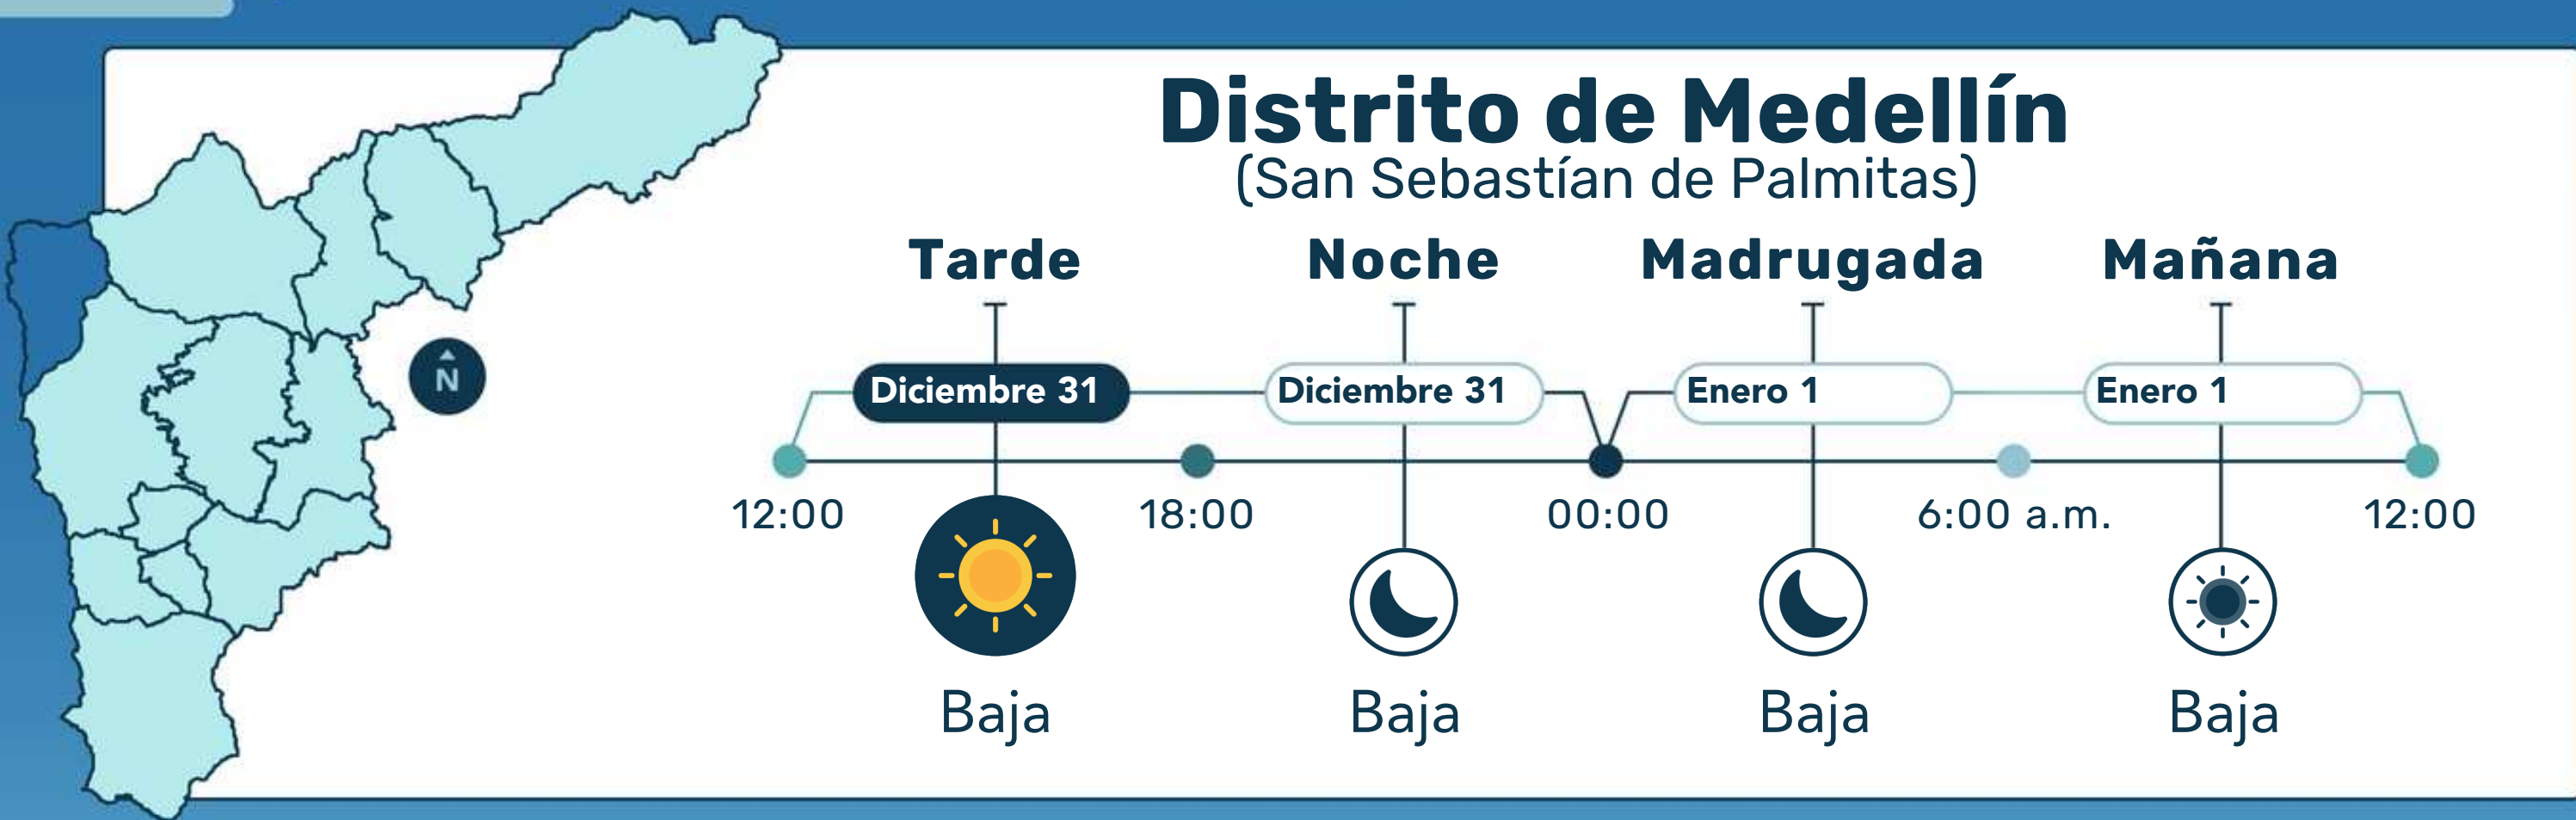 Distrito de Medellín
(San Sebastían de Palmitas)
Tarde Noche Madrugada Mañana
Diciembre 31 Diciembre 31 Enero 1 Enero 1
N
12:00 18:00 00:00 6:00 a.m. 12:00
Baja Baja Baja Baja